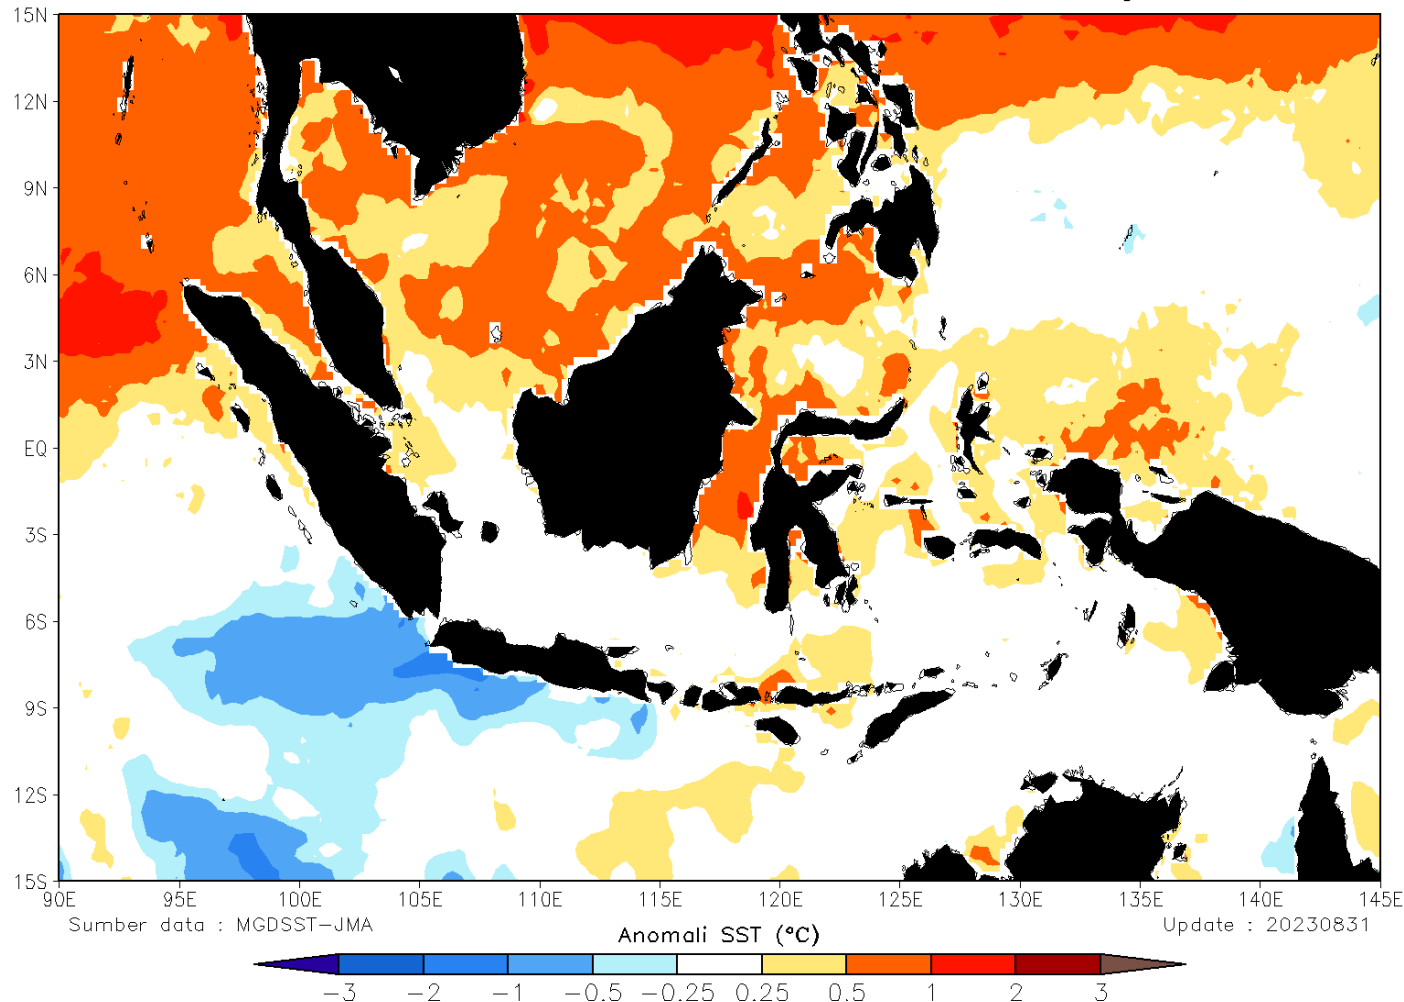 15N
12N
9N
6N
3N
EQ
3S
6S
9S
12S
15S
90E 95E 100E 105E 110E 115E 120E 125E 130E 135E 140E 145E
Sumber data : MGDSST-JMA
Update : 20230831
Anomali SST (°C)
-3 -2 -1 -0.5 -0.25 0.25 0.5 1 2 3